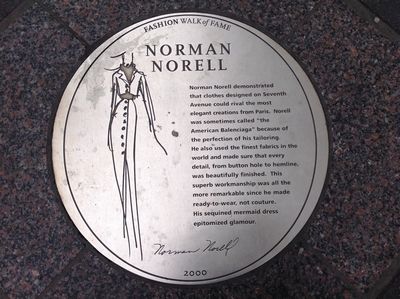 FASHION WALK of FAME
NORMAN
NORELL
Norman Norell demonstrated
that clothes designed on Seventh
Avenue could rival the most
elegant creations from Paris. Norell
was sometimes called "the
American Balenciaga" because of
the perfection of his tailoring.
He also used the finest fabrics in the
world and made sure that every
detail, from button hole to hemline,
was beautifully finished. This
superb workmanship was all the
more remarkable since he made
ready-to-wear, not couture.
His sequined mermaid dress
epitomized glamour.
Norman Norell
2000